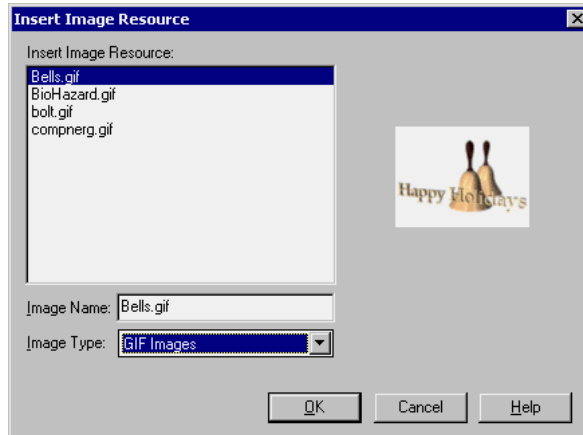 Insert Image Resource
Insert Image Resource:
Bells.gif
BioHazard.gif
bolt.gif
compnerg.gif
Happy Holidays
Image Name: Bells.gif
Image Type: GIF Images
OK Cancel Help